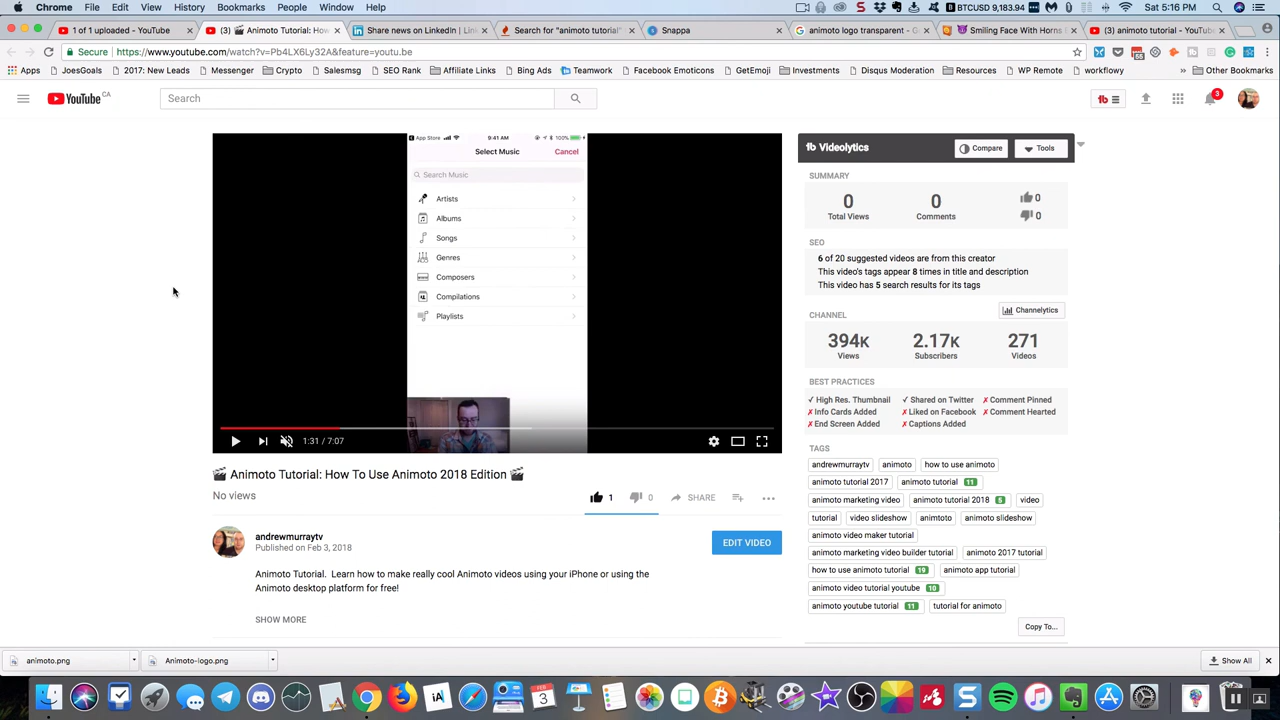 Chrome File Edit View History Bookmarks People Window Help BTCUSD 9,183.94 Sat 5:16 PM
1 of 1 uploaded - YouTube (3) 🎬 Animoto Tutorial: How Share news on LinkedIn | Link Search for "animoto tutorial" Snappa animoto logo transparent - G 😈 Smiling Face With Horns E (3) animoto tutorial - YouTube
Secure https://www.youtube.com/watch?v=Pb4LX6Ly32A&feature=youtu.be
Apps JoesGoals 2017: New Leads Messenger Crypto Salesmsg SEO Rank Affiliate Links Bing Ads Teamwork Facebook Emoticons GetEmoji Investments Disqus Moderation Resources WP Remote workflowy » Other Bookmarks
YouTube CA
Search
tb
3
App Store 9:41 AM 100%
Select Music Cancel
Search Music
Artists
Albums
Songs
Genres
Composers
Compilations
Playlists
1:31 / 7:07
🎬 Animoto Tutorial: How To Use Animoto 2018 Edition 🎬
No views
1 0 SHARE
andrewmurraytv
Published on Feb 3, 2018
EDIT VIDEO
Animoto Tutorial. Learn how to make really cool Animoto videos using your iPhone or using the
Animoto desktop platform for free!
SHOW MORE
tb Videolytics Compare Tools
SUMMARY
0 0 0
Total Views Comments 0
SEO
6 of 20 suggested videos are from this creator
This video's tags appear 8 times in title and description
This video has 5 search results for its tags
CHANNEL Channelytics
394K 2.17K 271
Views Subscribers Videos
BEST PRACTICES
✓ High Res. Thumbnail ✓ Shared on Twitter ✗ Comment Pinned
✗ Info Cards Added ✗ Liked on Facebook ✗ Comment Hearted
✗ End Screen Added ✗ Captions Added
TAGS
andrewmurraytv animoto how to use animoto
animoto tutorial 2017 animoto tutorial 11
animoto marketing video animoto tutorial 2018 5 video
tutorial video slideshow animtoto animoto slideshow
animoto video maker tutorial
animoto marketing video builder tutorial animoto 2017 tutorial
how to use animoto tutorial 19 animoto app tutorial
animoto video tutorial youtube 10
animoto youtube tutorial 11 tutorial for animoto
Copy To...
animoto.png Animoto-logo.png Show All